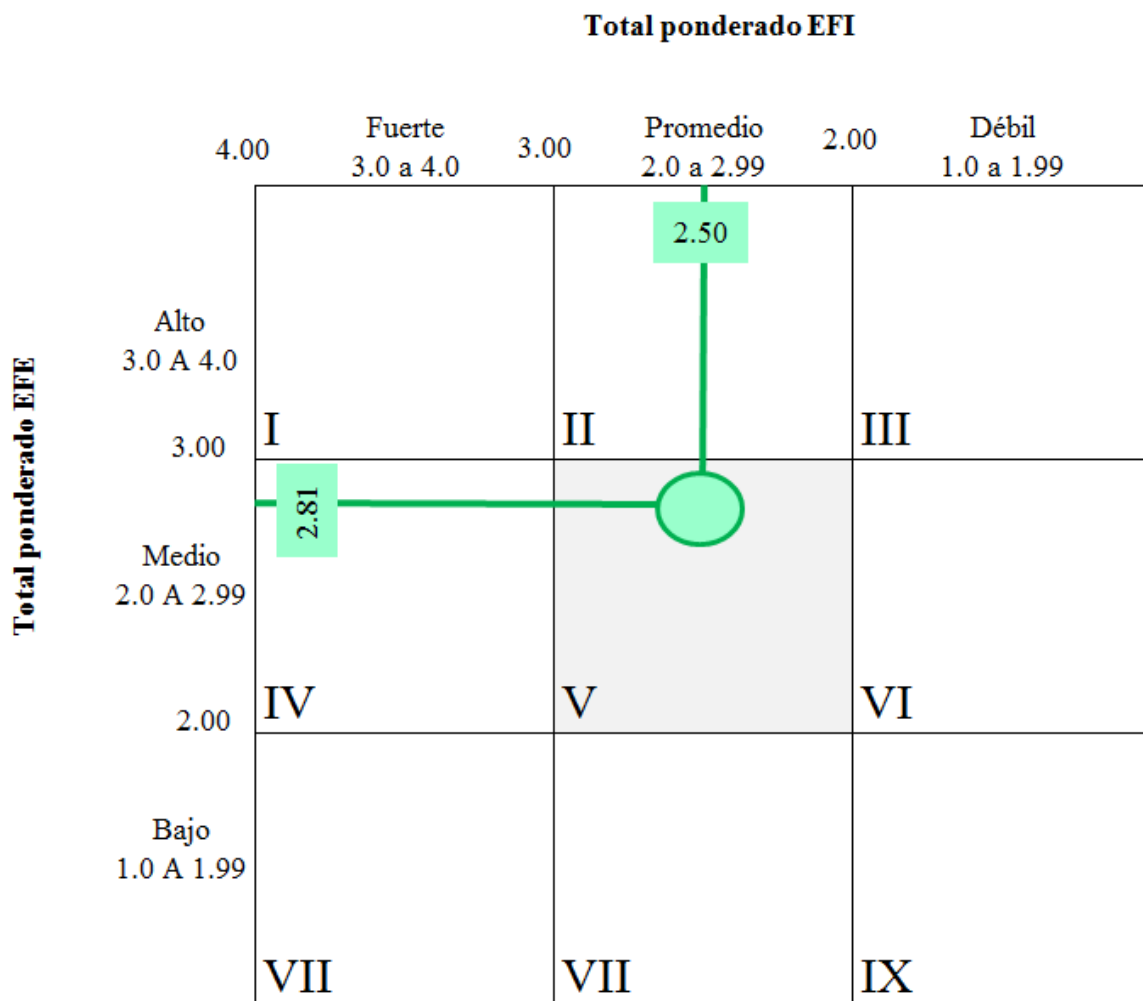 Total ponderado EFI
Fuerte
Promedio
Débil
4.00
3.00
2.00
3.0 a 4.0
2.0 a 2.99
1.0 a 1.99
2.50
Alto
3.0 A 4.0
Total ponderado EFE
I
II
III
3.00
2.81
Medio
2.0 A 2.99
IV
V
VI
2.00
Bajo
1.0 A 1.99
VII
VII
IX